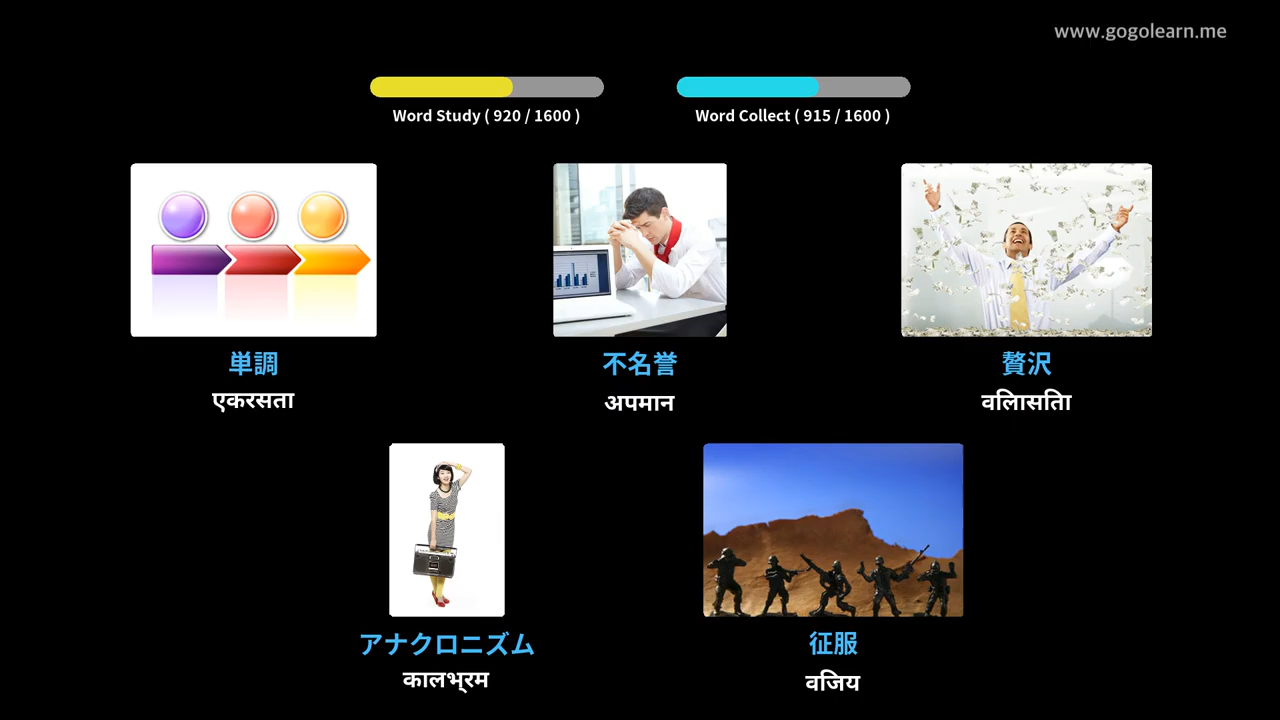 www.gogolearn.me
Word Study ( 920 / 1600 )
Word Collect ( 915 / 1600 )
単調
एकरसता
不名誉
अपमान
贅沢
विलासिता
アナクロニズム
कालभ्रम
征服
विजय